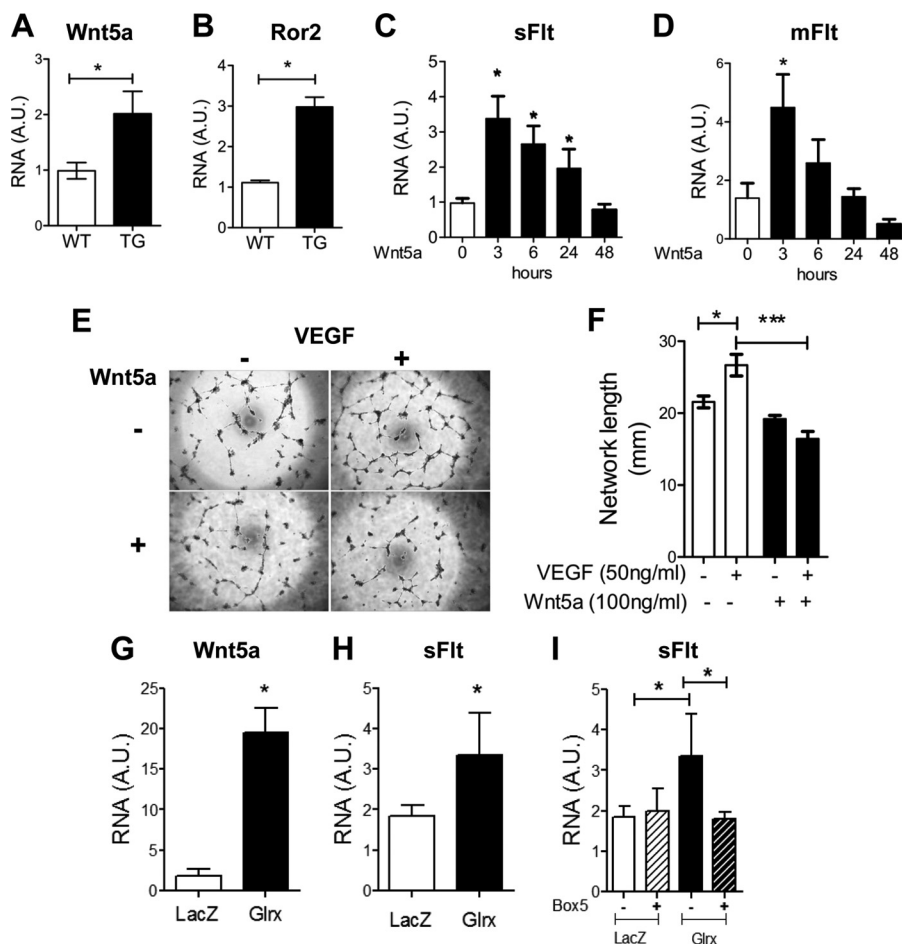 A Wnt5a
*
RNA (A.U.)
3
2
1
0
WT TG
B Ror2
*
RNA (A.U.)
4
3
2
1
0
WT TG
C sFlt
* * *
RNA (A.U.)
5
4
3
2
1
0
Wnt5a 0 3 6 24 48
hours
D mFlt
*
RNA (A.U.)
6
4
2
0
Wnt5a 0 3 6 24 48
hours
E VEGF
- +
Wnt5a
-
+
F
* ***
Network length
(mm)
30
20
10
0
VEGF (50ng/ml) - + - +
Wnt5a (100ng/ml) - - + +
G Wnt5a
*
RNA (A.U.)
25
20
15
10
5
0
LacZ Glrx
H sFlt
*
RNA (A.U.)
5
4
3
2
1
0
LacZ Glrx
I sFlt
* *
RNA (A.U.)
5
4
3
2
1
0
Box5 - + - +
LacZ Glrx